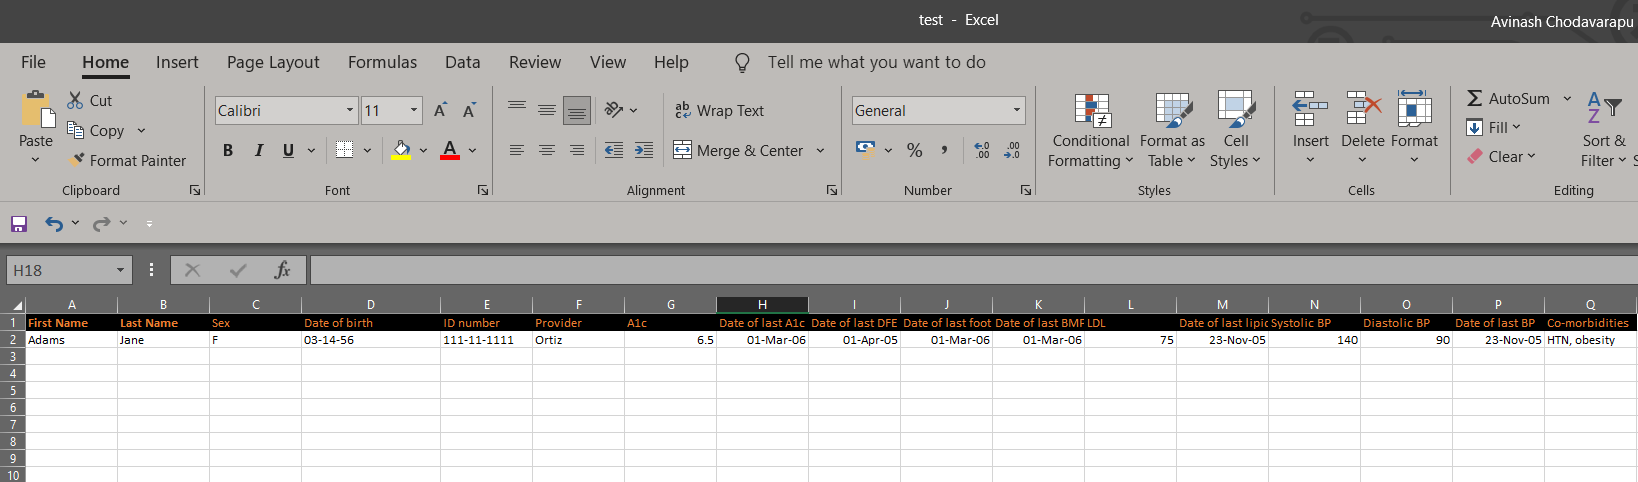 test - Excel
Avinash Chodavarapu
File Home Insert Page Layout Formulas Data Review View Help Tell me what you want to do
Paste
Cut
Copy
Format Painter
Clipboard
Calibri 11
B I U A
Font
ab Wrap Text
Merge & Center
Alignment
General
% , .0 .00 .00 .0
Number
Conditional Formatting
Format as Table
Cell Styles
Styles
Insert Delete Format
Cells
AutoSum
Fill
Clear
A Z Sort & Filter
Editing
H18 fx
A B C D E F G H I J K L M N O P Q
1 First Name Last Name Sex Date of birth ID number Provider A1c Date of last A1c Date of last DFE Date of last foot Date of last BMF LDL Date of last lipic Systolic BP Diastolic BP Date of last BP Co-morbidities
2 Adams Jane F 03-14-56 111-11-1111 Ortiz 6.5 01-Mar-06 01-Apr-05 01-Mar-06 01-Mar-06 75 23-Nov-05 140 90 23-Nov-05 HTN, obesity
3
4
5
6
7
8
9
10